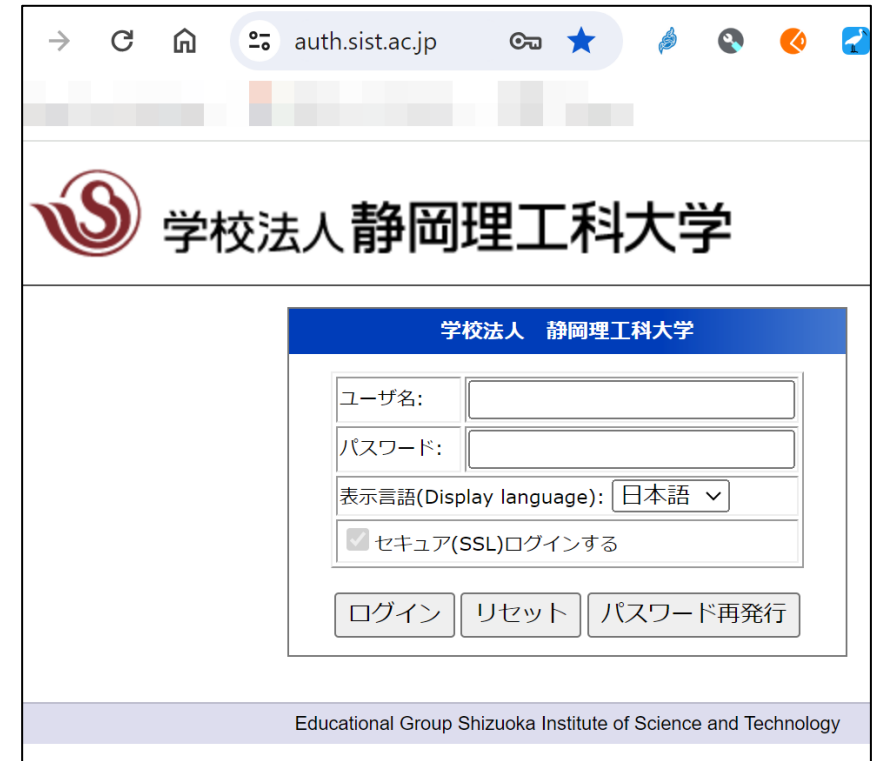 auth.sist.ac.jp
学校法人静岡理工科大学
学校法人 静岡理工科大学
ユーザ名:
パスワード:
表示言語(Display language): 日本語
セキュア(SSL)ログインする
ログイン リセット パスワード再発行
Educational Group Shizuoka Institute of Science and Technology